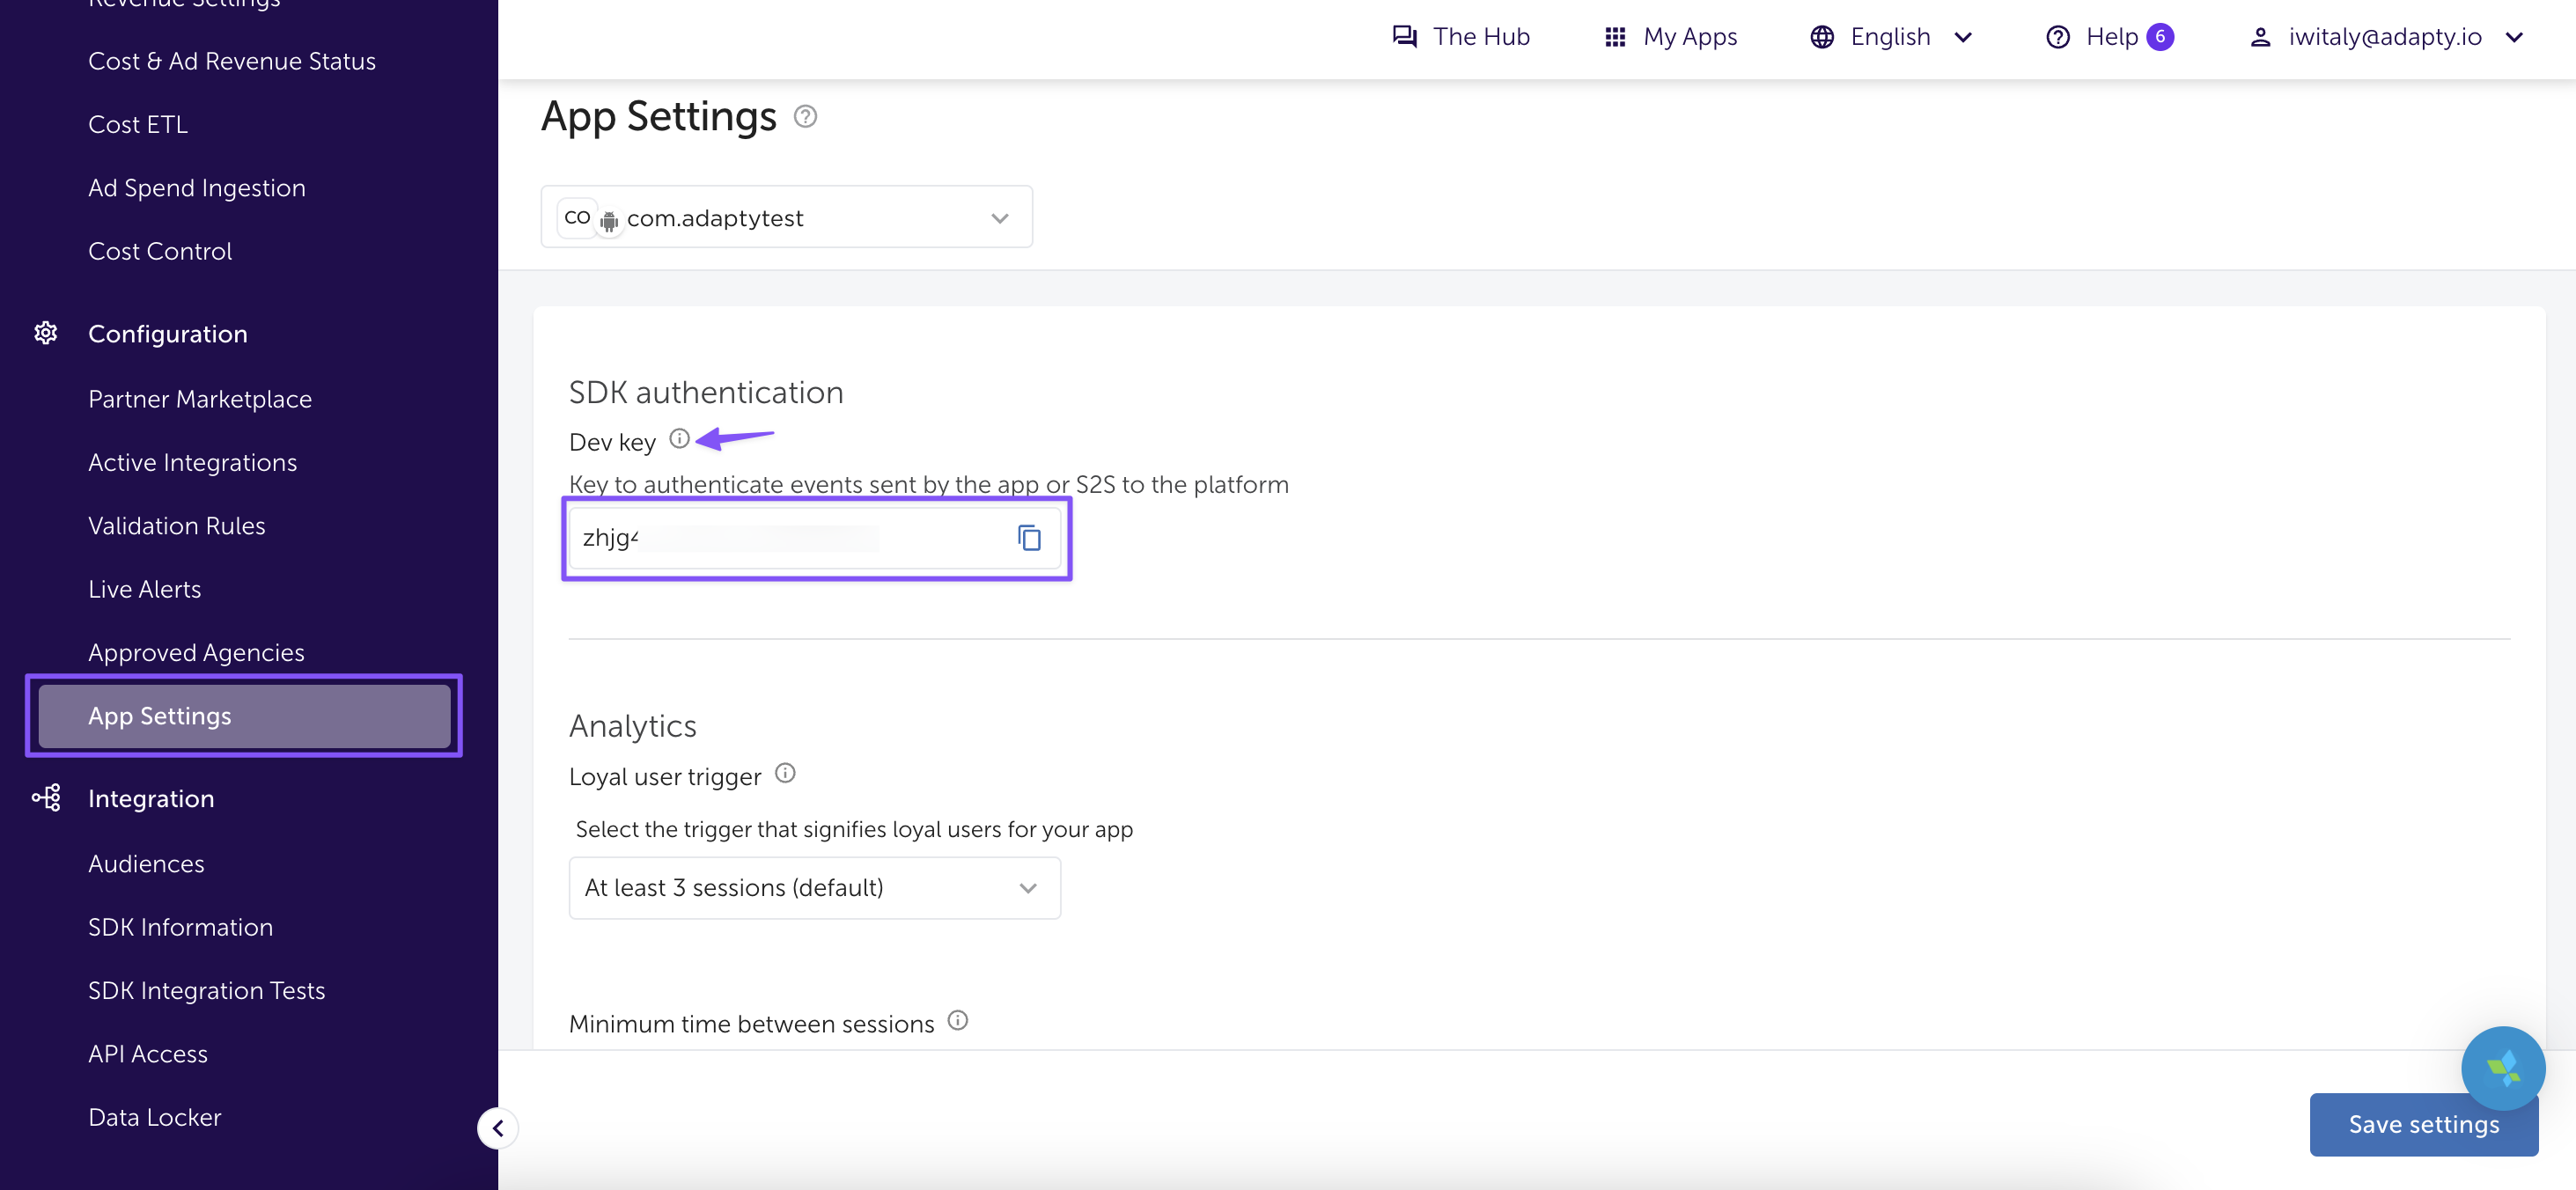 Revenue Settings
Cost & Ad Revenue Status
Cost ETL
Ad Spend Ingestion
Cost Control
Configuration
Partner Marketplace
Active Integrations
Validation Rules
Live Alerts
Approved Agencies
App Settings
Integration
Audiences
SDK Information
SDK Integration Tests
API Access
Data Locker
The Hub
My Apps
English
Help 6
iwitaly@adapty.io
App Settings
CO com.adaptytest
SDK authentication
Dev key
Key to authenticate events sent by the app or S2S to the platform
zhjg4
Analytics
Loyal user trigger
Select the trigger that signifies loyal users for your app
At least 3 sessions (default)
Minimum time between sessions
Save settings